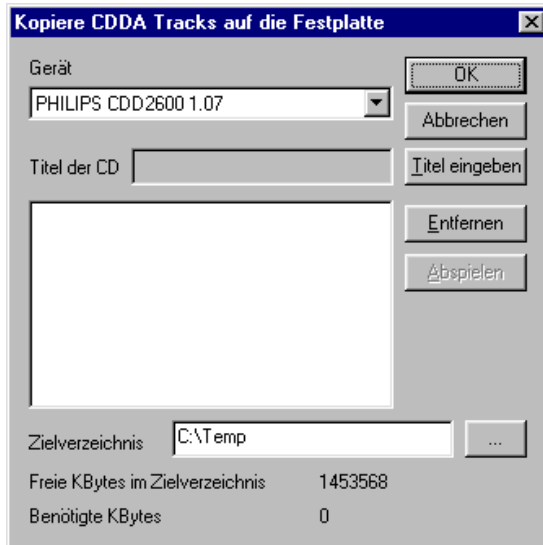 Kopiere CDDA Tracks auf die Festplatte
Gerät
PHILIPS CDD2600 1.07
OK
Abbrechen
Titel der CD
Titel eingeben
Entfernen
Abspielen
Zielverzeichnis
C:\Temp
...
Freie KBytes im Zielverzeichnis 1453568
Benötigte KBytes 0